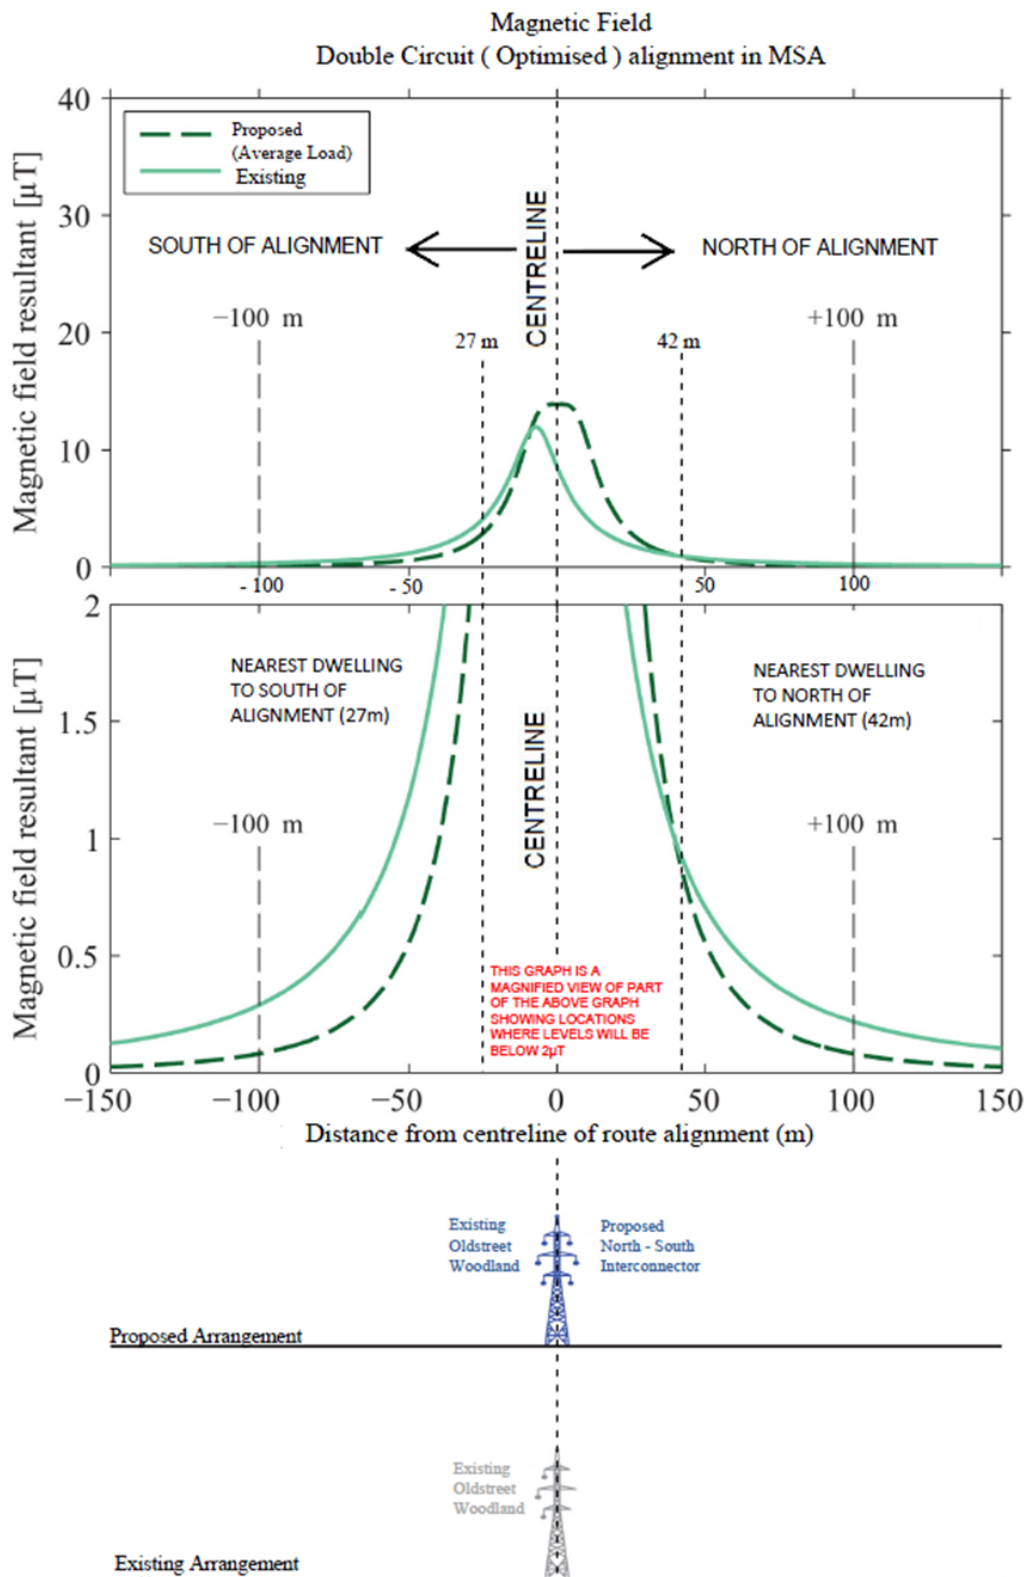 Magnetic Field
Double Circuit ( Optimised ) alignment in MSA
Magnetic field resultant [µT]
40
30
20
10
0
Proposed
(Average Load)
Existing
SOUTH OF ALIGNMENT
CENTRELINE
NORTH OF ALIGNMENT
−100 m
+100 m
27 m
42 m
- 100
- 50
50
100
Magnetic field resultant [µT]
2
1.5
1
0.5
0
NEAREST DWELLING
TO SOUTH OF
ALIGNMENT (27m)
CENTRELINE
NEAREST DWELLING
TO NORTH OF
ALIGNMENT (42m)
−100 m
+100 m
THIS GRAPH IS A
MAGNIFIED VIEW OF PART
OF THE ABOVE GRAPH
SHOWING LOCATIONS
WHERE LEVELS WILL BE
BELOW 2µT
−150
−100
−50
0
50
100
150
Distance from centreline of route alignment (m)
Existing
Oldstreet
Woodland
Proposed
North - South
Interconnector
Proposed Arrangement
Existing
Oldstreet
Woodland
Existing Arrangement